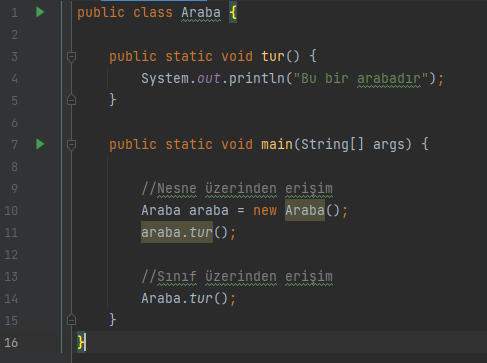 1 public class Araba {
2
3 public static void tur() {
4 System.out.println("Bu bir arabadır");
5 }
6
7 public static void main(String[] args) {
8
9 //Nesne üzerinden erişim
10 Araba araba = new Araba();
11 araba.tur();
12
13 //Sınıf üzerinden erişim
14 Araba.tur();
15 }
16 }